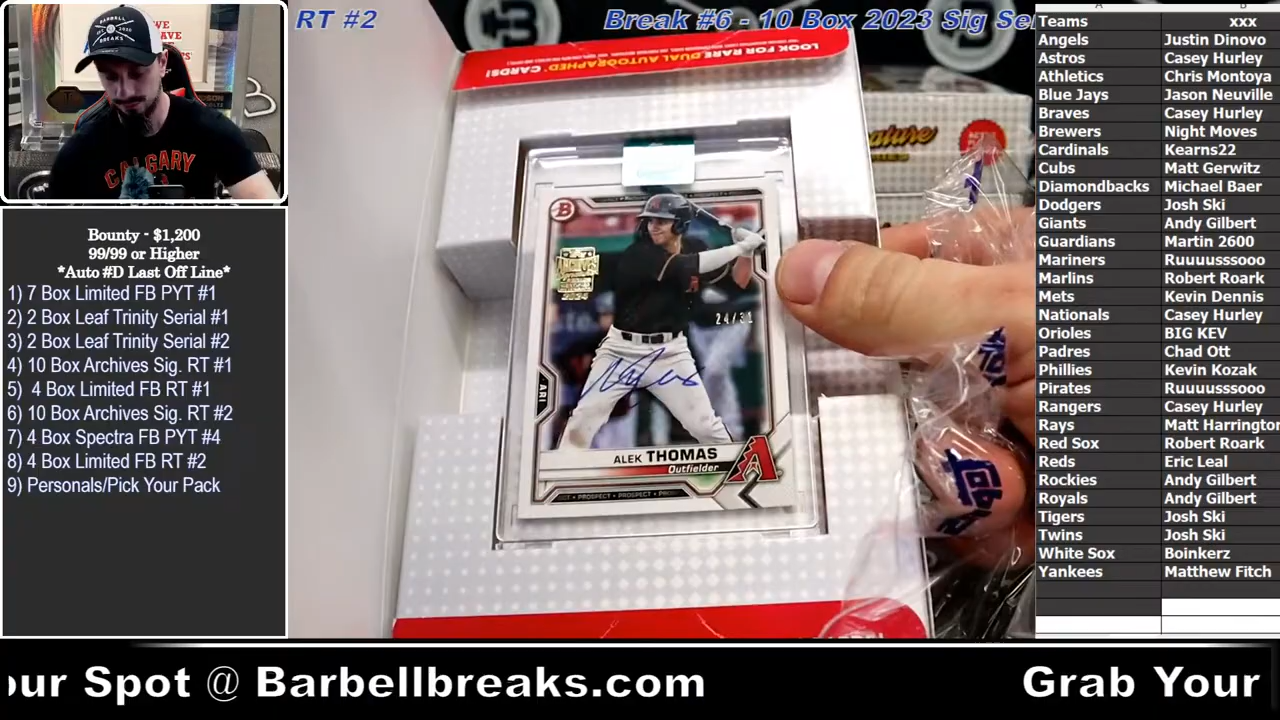 RT #2
Break #6 - 10 Box 2023 Sig Se
BARBELL
BREAKS
CALGARY
Bounty - $1,200
99/99 or Higher
*Auto #D Last Off Line*
1) 7 Box Limited FB PYT #1
2) 2 Box Leaf Trinity Serial #1
3) 2 Box Leaf Trinity Serial #2
4) 10 Box Archives Sig. RT #1
5) 4 Box Limited FB RT #1
6) 10 Box Archives Sig. RT #2
7) 4 Box Spectra FB PYT #4
8) 4 Box Limited FB RT #2
9) Personals/Pick Your Pack
LOOK FOR RARE DUAL AUTOGRAPHED CARDS!
B
24/31
ARI
ALEK THOMAS
Outfielder
PROSPECT • PROSPECT
A B
Teams xxx
Angels Justin Dinovo
Astros Casey Hurley
Athletics Chris Montoya
Blue Jays Jason Neuville
Braves Casey Hurley
Brewers Night Moves
Cardinals Kearns22
Cubs Matt Gerwitz
Diamondbacks Michael Baer
Dodgers Josh Ski
Giants Andy Gilbert
Guardians Martin 2600
Mariners Ruuuusssooo
Marlins Robert Roark
Mets Kevin Dennis
Nationals Casey Hurley
Orioles BIG KEV
Padres Chad Ott
Phillies Kevin Kozak
Pirates Ruuuusssooo
Rangers Casey Hurley
Rays Matt Harrington
Red Sox Robert Roark
Reds Eric Leal
Rockies Andy Gilbert
Royals Andy Gilbert
Tigers Josh Ski
Twins Josh Ski
White Sox Boinkerz
Yankees Matthew Fitch
our Spot @ Barbellbreaks.com Grab Your